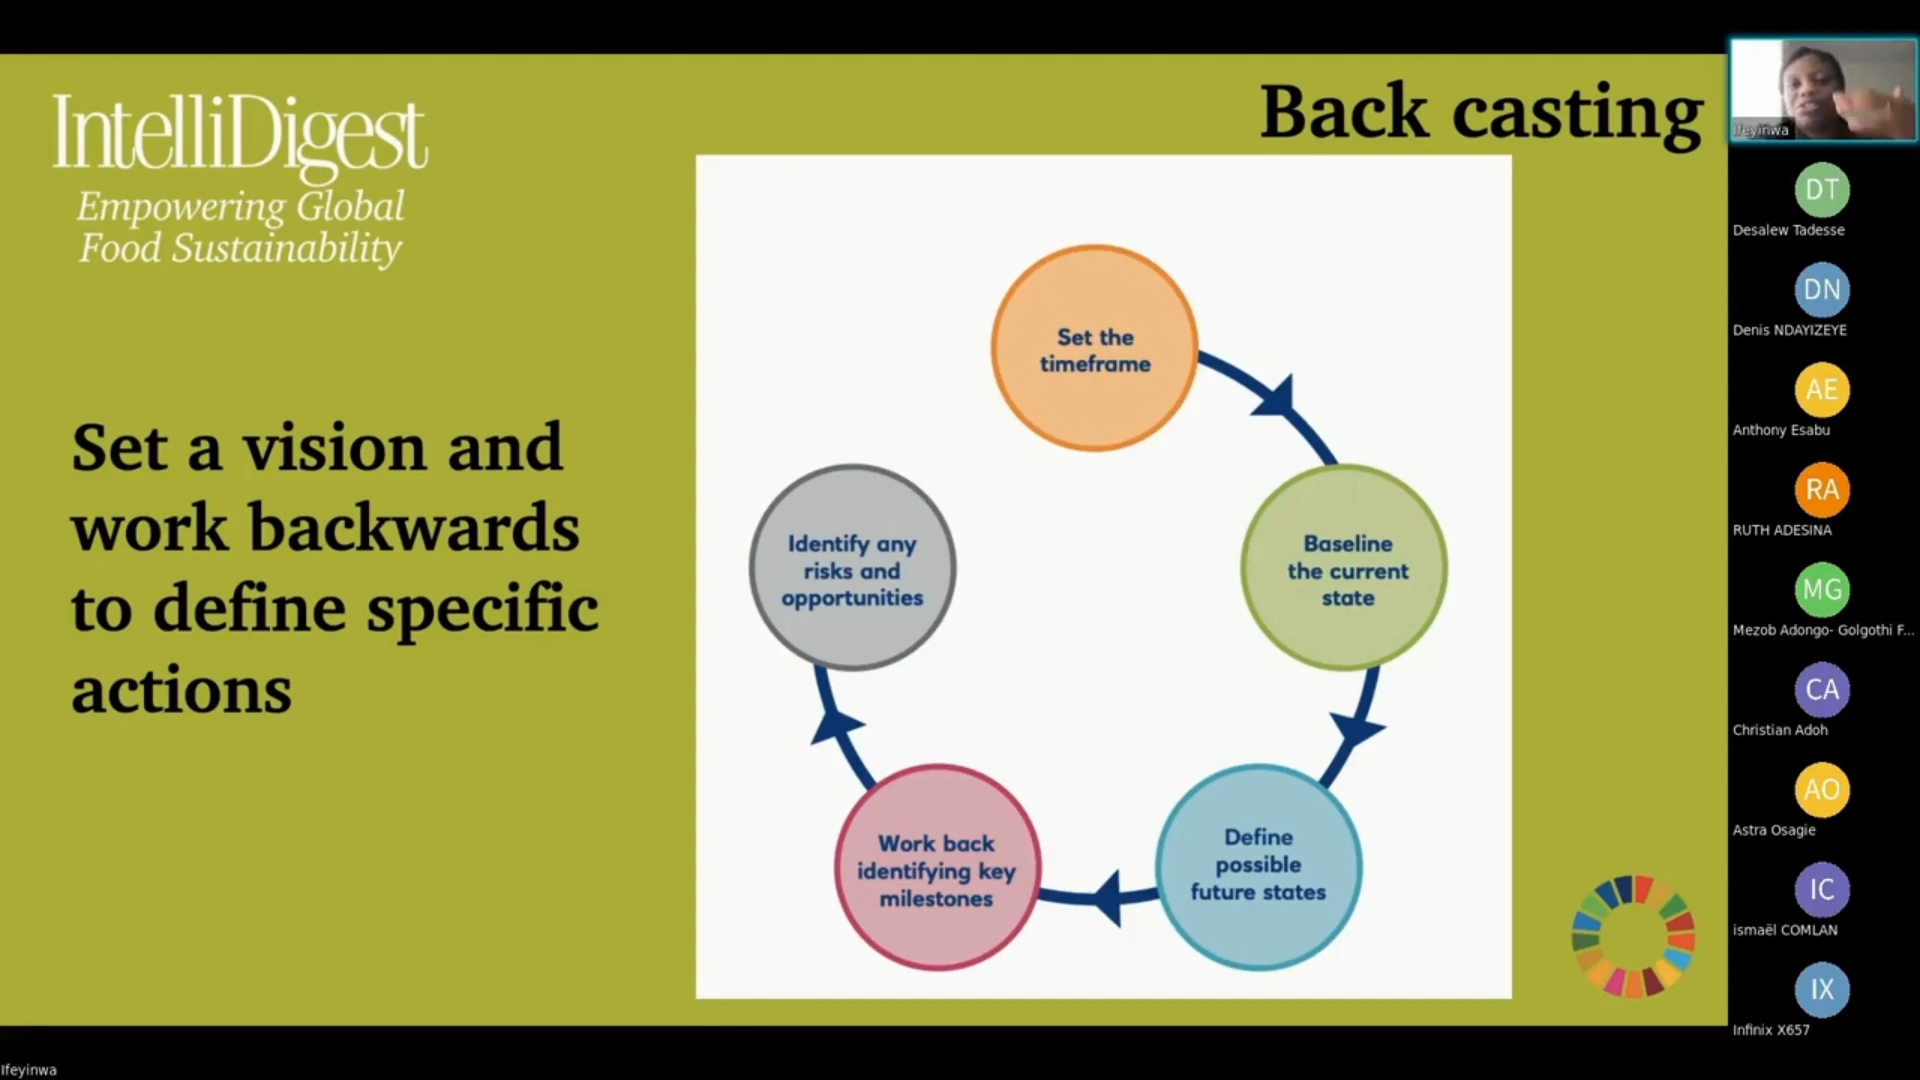 IntelliDigest
Empowering Global
Food Sustainability
Back casting
Set a vision and
work backwards
to define specific
actions
Set the
timeframe
Baseline
the current
state
Define
possible
future states
Work back
identifying key
milestones
Identify any
risks and
opportunities
Ifeyinwa
DT
Desalew Tadesse
DN
Denis NDAYIZEYE
AE
Anthony Esabu
RA
RUTH ADESINA
MG
Mezob Adongo- Golgothi F...
CA
Christian Adoh
AO
Astra Osagie
IC
ismaël COMLAN
IX
Infinix X657
Ifeyinwa